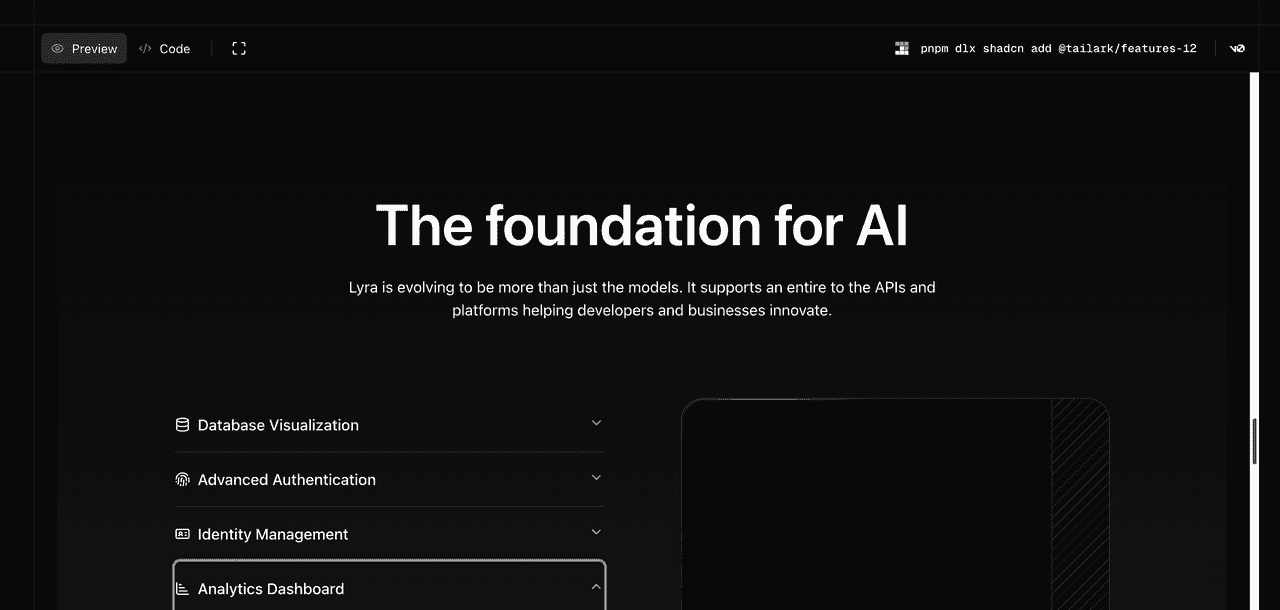 Preview
Code
pnpm dlx shadcn add @tailark/features-12
v0
The foundation for AI
Lyra is evolving to be more than just the models. It supports an entire to the APIs and
platforms helping developers and businesses innovate.
Database Visualization
Advanced Authentication
Identity Management
Analytics Dashboard